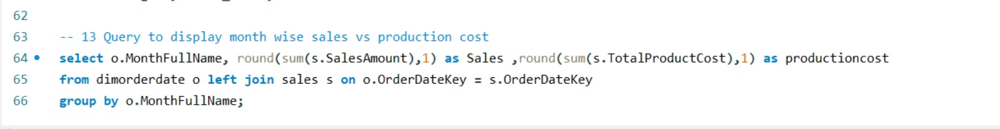 62
63 -- 13 Query to display month wise sales vs production cost
64 select o.MonthFullName, round(sum(s.SalesAmount),1) as Sales ,round(sum(s.TotalProductCost),1) as productioncost
65 from dimorderdate o left join sales s on o.OrderDateKey = s.OrderDateKey
66 group by o.MonthFullName;